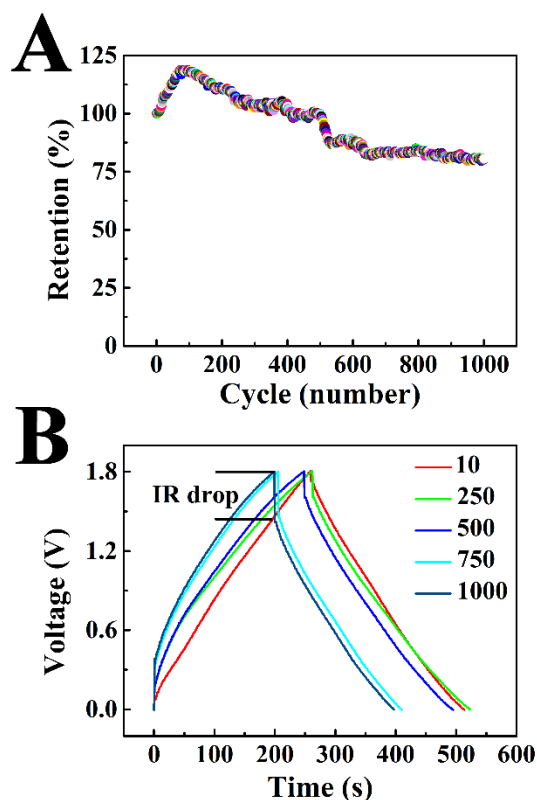 A
125
100
75
50
25
0
Retention (%)
0 200 400 600 800 1000
Cycle (number)
B
1.8
1.2
0.6
0.0
Voltage (V)
IR drop
10
250
500
750
1000
0 100 200 300 400 500 600
Time (s)